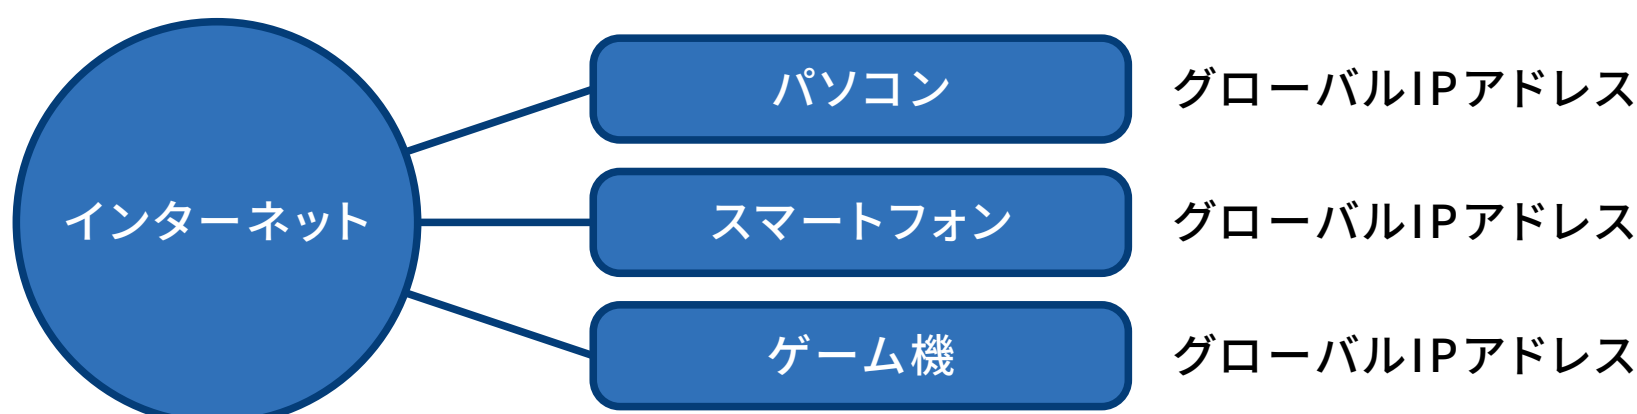 パソコン グローバルIPアドレス
インターネット スマートフォン グローバルIPアドレス
ゲーム機 グローバルIPアドレス